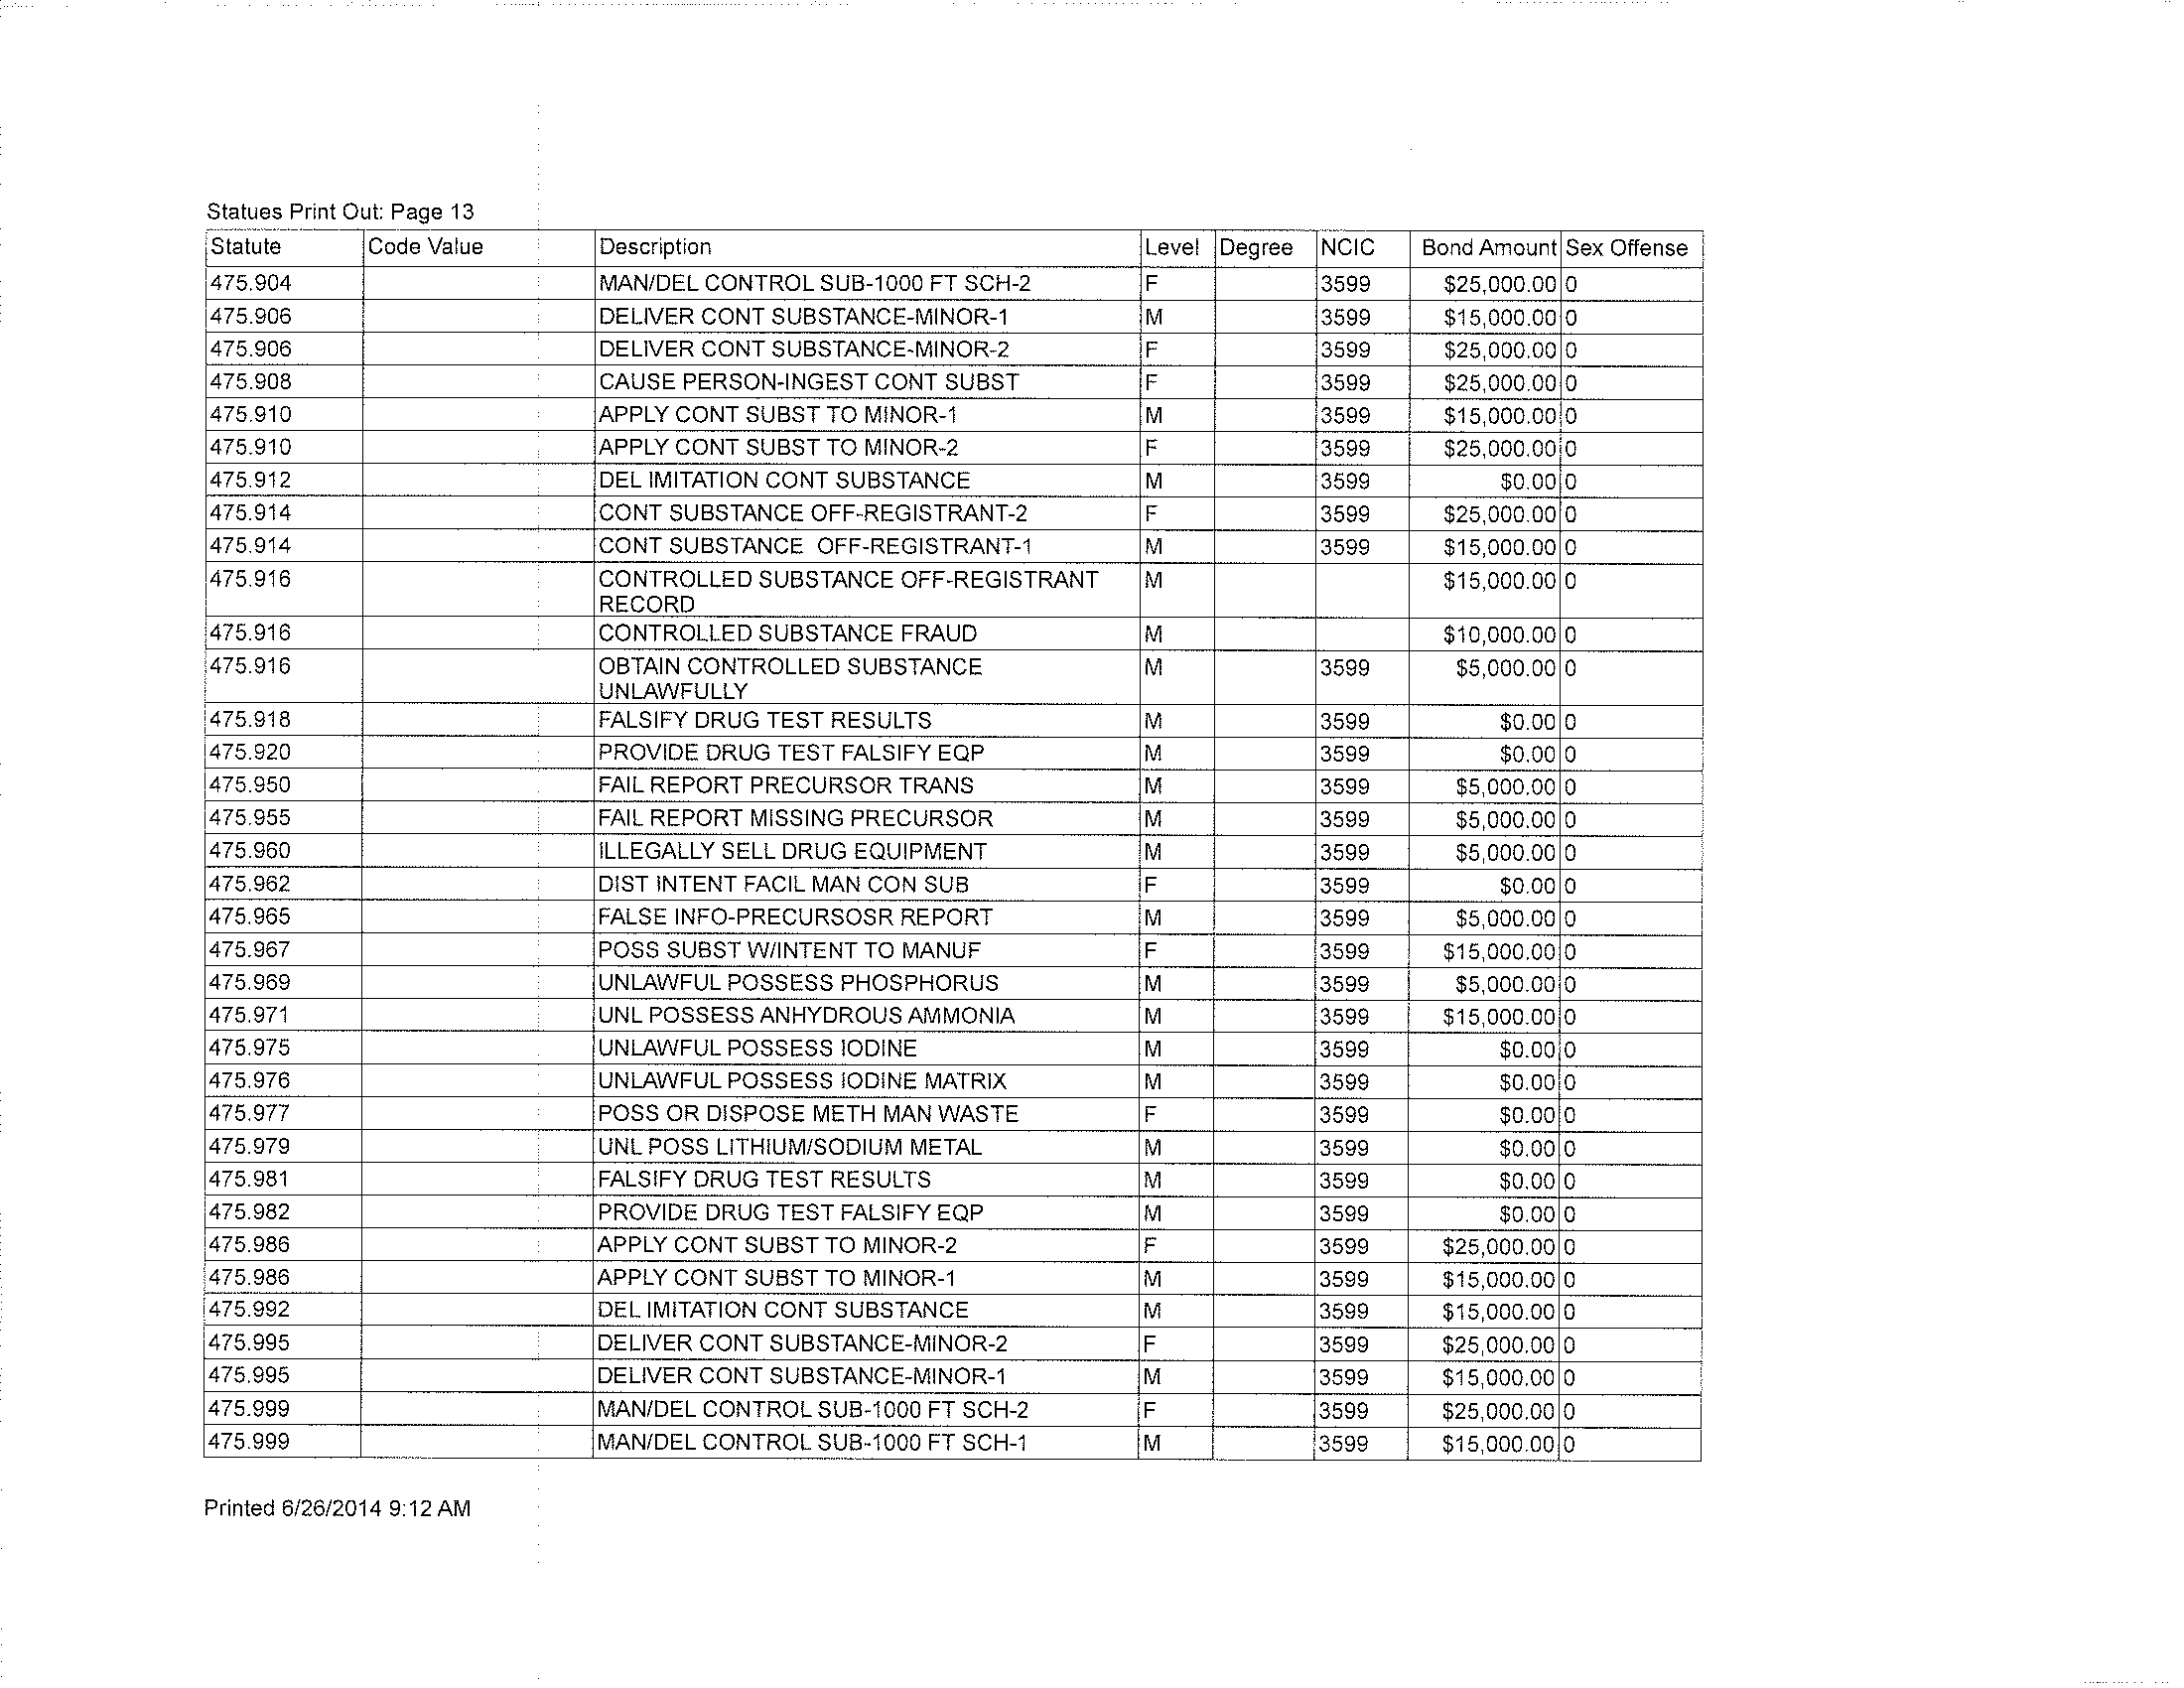 Statues Print Out: Page 13
Statute Code Value Description Level Degree NCIC Bond Amount Sex Offense
475.904 MAN/DEL CONTROL SUB-1000 FT SCH-2 F 3599 $25,000.00 0
475.906 DELIVER CONT SUBSTANCE-MINOR-1 M 3599 $15,000.00 0
475.906 DELIVER CONT SUBSTANCE-MINOR-2 F 3599 $25,000.00 0
475.908 CAUSE PERSON-INGEST CONT SUBST F 3599 $25,000.00 0
475.910 APPLY CONT SUBST TO MINOR-1 M 3599 $15,000.00 0
475.910 APPLY CONT SUBST TO MINOR-2 F 3599 $25,000.00 0
475.912 DEL IMITATION CONT SUBSTANCE M 3599 $0.00 0
475.914 CONT SUBSTANCE OFF-REGISTRANT-2 F 3599 $25,000.00 0
475.914 CONT SUBSTANCE OFF-REGISTRANT-1 M 3599 $15,000.00 0
475.916 CONTROLLED SUBSTANCE OFF-REGISTRANT M $15,000.00 0
RECORD
475.916 CONTROLLED SUBSTANCE FRAUD M $10,000.00 0
475.916 OBTAIN CONTROLLED SUBSTANCE M 3599 $5,000.00 0
UNLAWFULLY
475.918 FALSIFY DRUG TEST RESULTS M 3599 $0.00 0
475.920 PROVIDE DRUG TEST FALSIFY EQP M 3599 $0.00 0
475.950 FAIL REPORT PRECURSOR TRANS M 3599 $5,000.00 0
475.955 FAIL REPORT MISSING PRECURSOR M 3599 $5,000.00 0
475.960 ILLEGALLY SELL DRUG EQUIPMENT M 3599 $5,000.00 0
475.962 DIST INTENT FACIL MAN CON SUB F 3599 $0.00 0
475.965 FALSE INFO-PRECURSOSR REPORT M 3599 $5,000.00 0
475.967 POSS SUBST W/INTENT TO MANUF F 3599 $15,000.00 0
475.969 UNLAWFUL POSSESS PHOSPHORUS M 3599 $5,000.00 0
475.971 UNL POSSESS ANHYDROUS AMMONIA M 3599 $15,000.00 0
475.975 UNLAWFUL POSSESS IODINE M 3599 $0.00 0
475.976 UNLAWFUL POSSESS IODINE MATRIX M 3599 $0.00 0
475.977 POSS OR DISPOSE METH MAN WASTE F 3599 $0.00 0
475.979 UNL POSS LITHIUM/SODIUM METAL M 3599 $0.00 0
475.981 FALSIFY DRUG TEST RESULTS M 3599 $0.00 0
475.982 PROVIDE DRUG TEST FALSIFY EQP M 3599 $0.00 0
475.986 APPLY CONT SUBST TO MINOR-2 F 3599 $25,000.00 0
475.986 APPLY CONT SUBST TO MINOR-1 M 3599 $15,000.00 0
475.992 DEL IMITATION CONT SUBSTANCE M 3599 $15,000.00 0
475.995 DELIVER CONT SUBSTANCE-MINOR-2 F 3599 $25,000.00 0
475.995 DELIVER CONT SUBSTANCE-MINOR-1 M 3599 $15,000.00 0
475.999 MAN/DEL CONTROL SUB-1000 FT SCH-2 F 3599 $25,000.00 0
475.999 MAN/DEL CONTROL SUB-1000 FT SCH-1 M 3599 $15,000.00 0
Printed 6/26/2014 9:12 AM